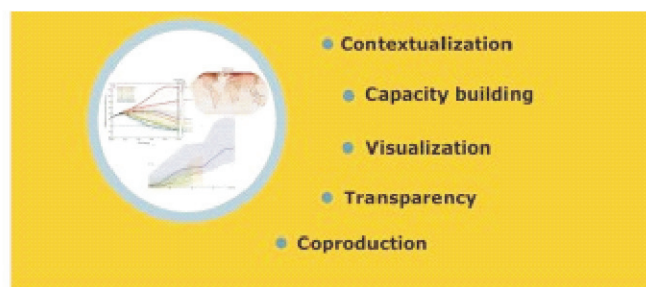 Contextualization
Capacity building
Visualization
Transparency
Coproduction